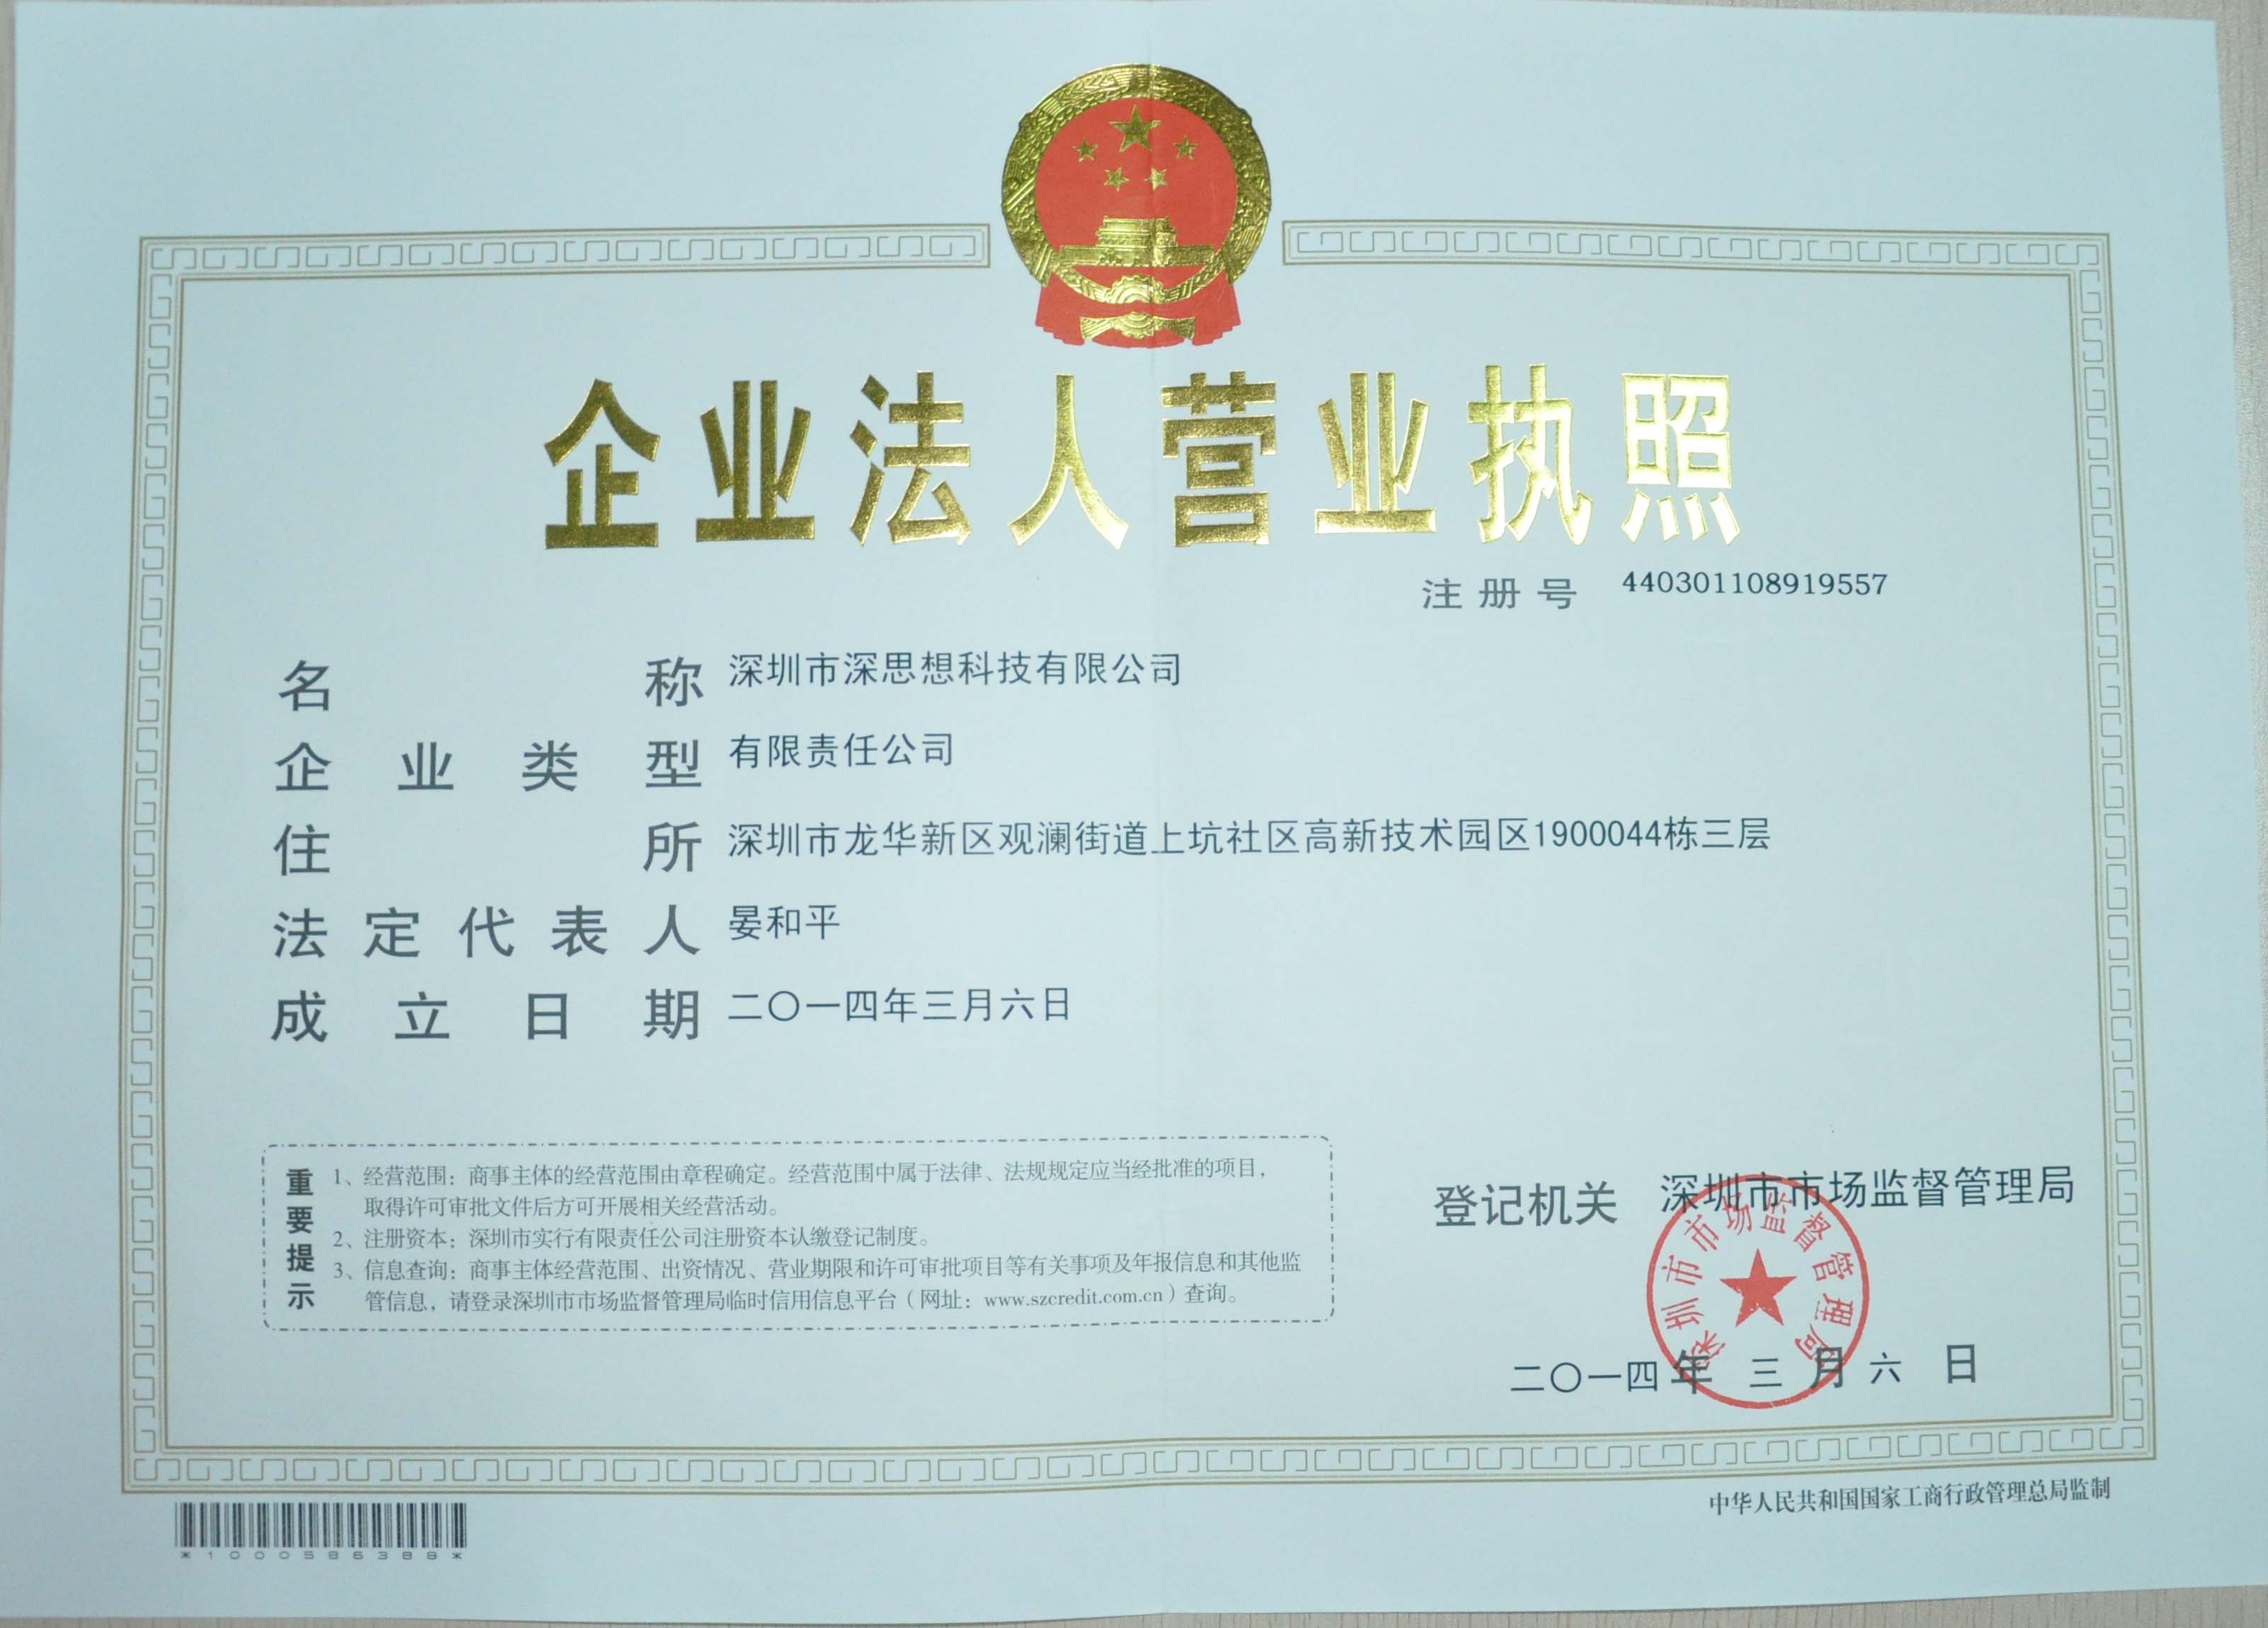 企业法人营业执照
注册号 440301108919557
名称 深圳市深思想科技有限公司
企业类型 有限责任公司
住所 深圳市龙华新区观澜街道上坑社区高新技术园区1900044栋三层
法定代表人 晏和平
成立日期 二〇一四年三月六日
重要提示
1、经营范围：商事主体的经营范围由章程确定。经营范围中属于法律、法规规定应当经批准的项目，
取得许可审批文件后方可开展相关经营活动。
2、注册资本：深圳市实行有限责任公司注册资本认缴登记制度。
3、信息查询：商事主体经营范围、出资情况、营业期限和许可审批项目等有关事项及年报信息和其他监
管信息，请登录深圳市市场监督管理局临时信用信息平台（网址：www.szcredit.com.cn）查询。
登记机关 深圳市市场监督管理局
深圳市市场监督管理局
二〇一四年三月六日
中华人民共和国国家工商行政管理总局监制
*1000586389*